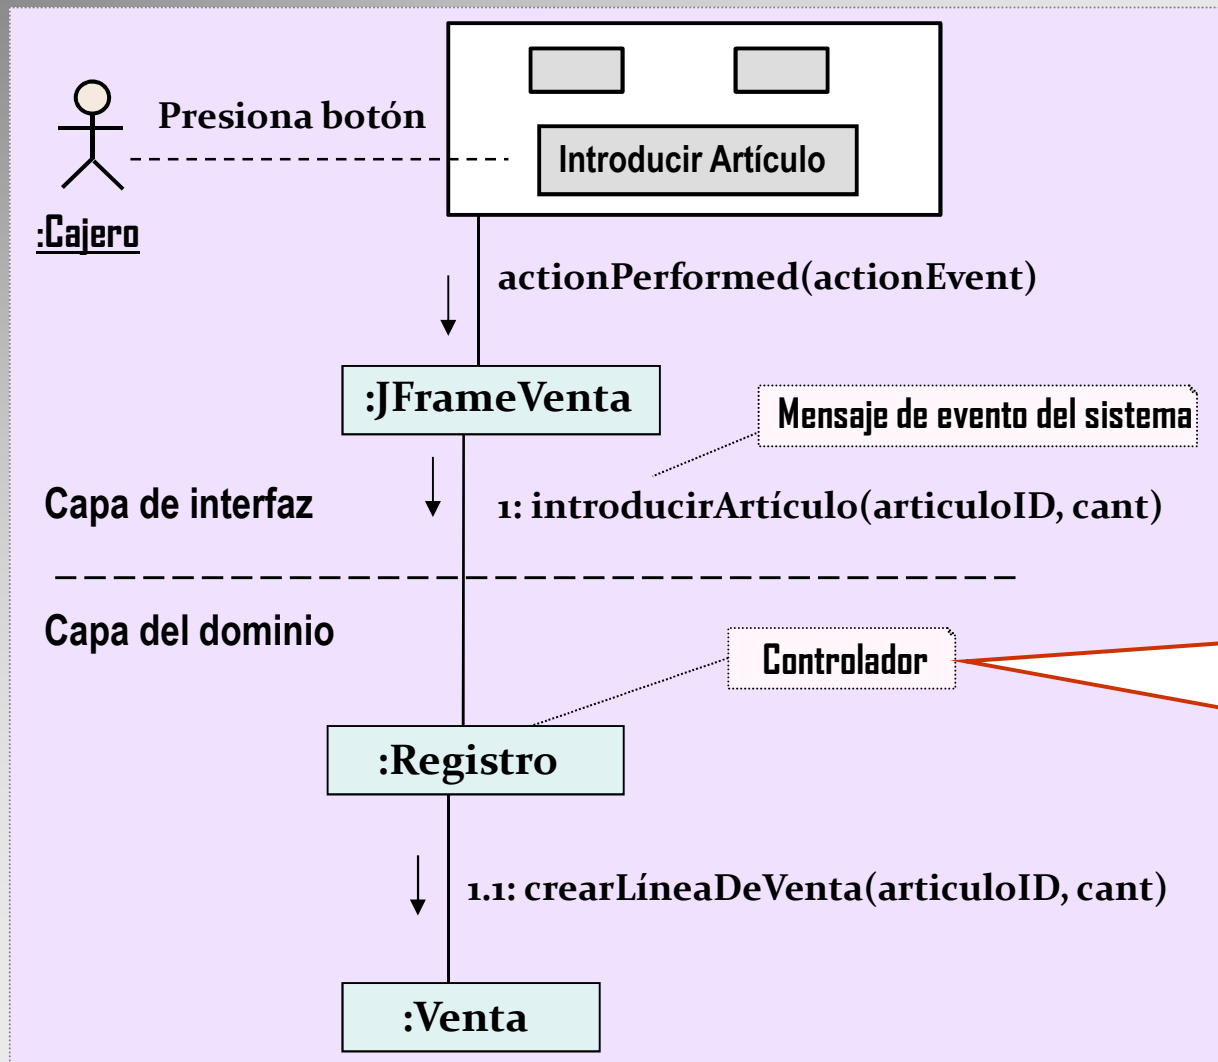 Presiona botón
Introducir Artículo
:Cajero
actionPerformed(actionEvent)
:JFrameVenta
Mensaje de evento del sistema
Capa de interfaz
1: introducirArtículo(articuloID, cant)
Capa del dominio
Controlador
:Registro
1.1: crearLíneaDeVenta(articuloID, cant)
:Venta